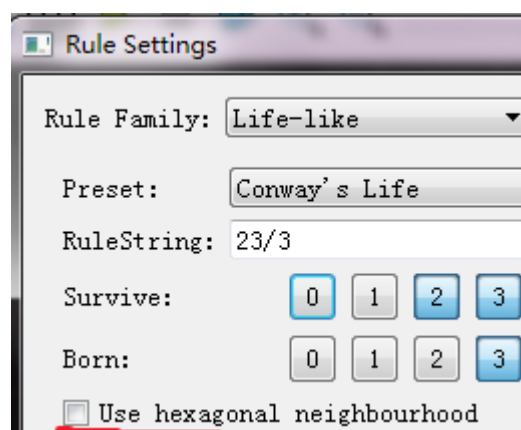 Rule Settings
Rule Family: Life-like
Preset: Conway's Life
RuleString: 23/3
Survive: 0 1 2 3
Born: 0 1 2 3
Use hexagonal neighbourhood